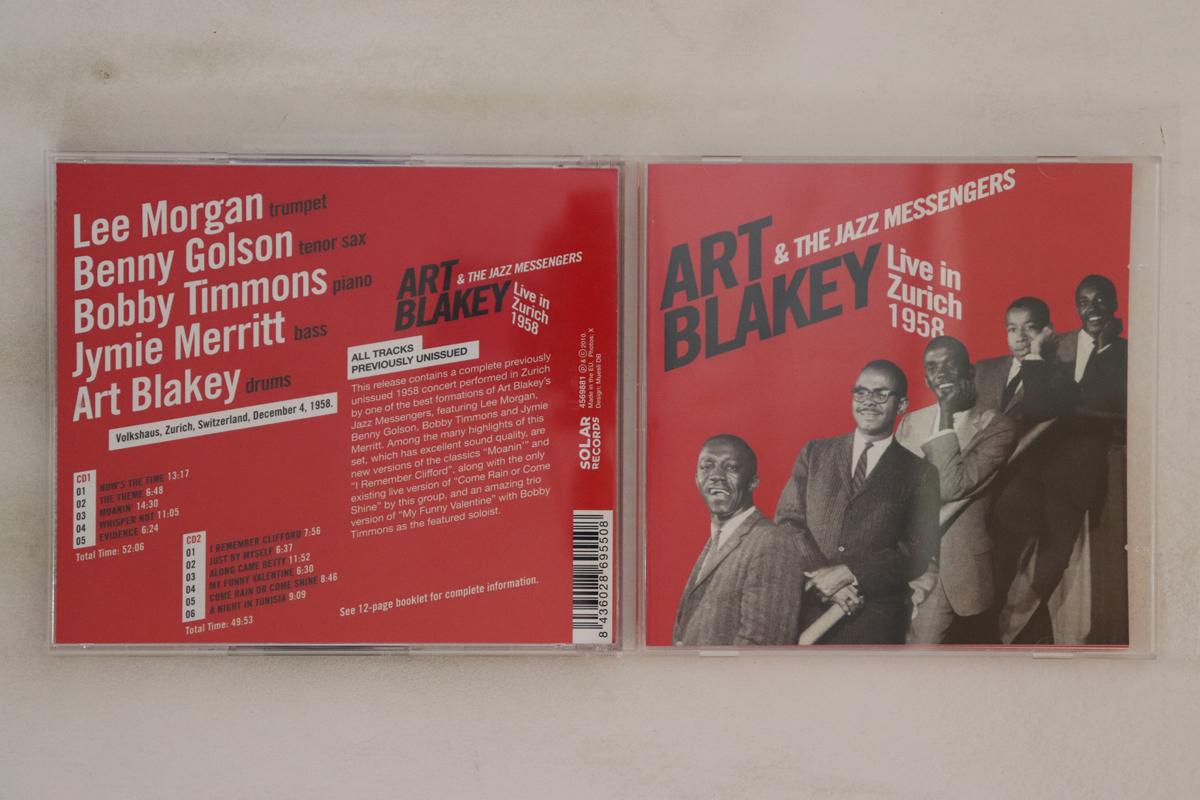 Lee Morgan trumpet
Benny Golson tenor sax
Bobby Timmons piano
Jymie Merritt bass
Art Blakey drums
Volkshaus, Zurich, Switzerland, December 4, 1958.
CD1
01 NOW'S THE TIME 13:17
02 THE THEME 6:48
03 MOANIN' 14:30
04 WHISPER NOT 11:05
05 EVIDENCE 6:24
Total Time: 52:06
CD2
01 I REMEMBER CLIFFORD 7:56
02 JUST BY MYSELF 6:37
03 ALONG CAME BETTY 11:52
04 MY FUNNY VALENTINE 6:30
05 COME RAIN OR COME SHINE 8:46
06 A NIGHT IN TUNISIA 9:09
Total Time: 49:53
ART
BLAKEY
& THE JAZZ MESSENGERS
Live in
Zurich
1958
ALL TRACKS
PREVIOUSLY UNISSUED
This release contains a complete previously
unissued 1958 concert performed in Zurich
by one of the best formations of Art Blakey's
Jazz Messengers, featuring Lee Morgan,
Benny Golson, Bobby Timmons and Jymie
Merritt. Among the many highlights of this
set, which has excellent sound quality, are
new versions of the classics "Moanin'" and
"I Remember Clifford", along with the only
existing live version of "Come Rain or Come
Shine" by this group, and an amazing trio
version of "My Funny Valentine" with Bobby
Timmons as the featured soloist.
See 12-page booklet for complete information.
SOLAR
RECORDS
4569881 ℗ & © 2010.
Made in the EU. Photos: X
Design: Muesli DB
8 436028 695508
ART
BLAKEY
& THE JAZZ MESSENGERS
Live in
Zurich
1958